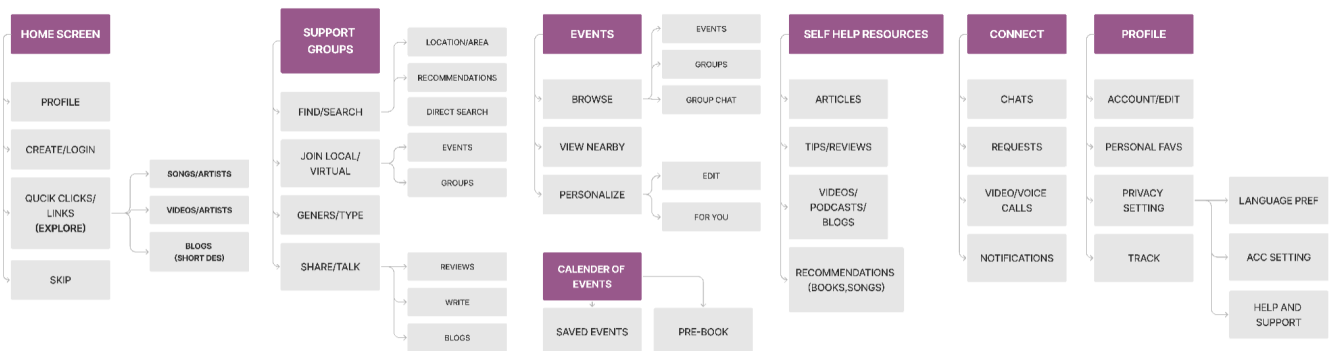 HOME SCREEN
PROFILE
CREATE/LOGIN
QUCIK CLICKS/
LINKS
(EXPLORE)
SKIP
SONGS/ARTISTS
VIDEOS/ARTISTS
BLOGS
(SHORT DES)
SUPPORT
GROUPS
FIND/SEARCH
JOIN LOCAL/
VIRTUAL
GENERS/TYPE
SHARE/TALK
LOCATION/AREA
RECOMMENDATIONS
DIRECT SEARCH
EVENTS
GROUPS
REVIEWS
WRITE
BLOGS
EVENTS
BROWSE
VIEW NEARBY
PERSONALIZE
EVENTS
GROUPS
GROUP CHAT
EDIT
FOR YOU
CALENDER OF
EVENTS
SAVED EVENTS
PRE-BOOK
SELF HELP RESOURCES
ARTICLES
TIPS/REVIEWS
VIDEOS/
PODCASTS/
BLOGS
RECOMMENDATIONS
(BOOKS,SONGS)
CONNECT
CHATS
REQUESTS
VIDEO/VOICE
CALLS
NOTIFICATIONS
PROFILE
ACCOUNT/EDIT
PERSONAL FAVS
PRIVACY
SETTING
TRACK
LANGUAGE PREF
ACC SETTING
HELP AND
SUPPORT